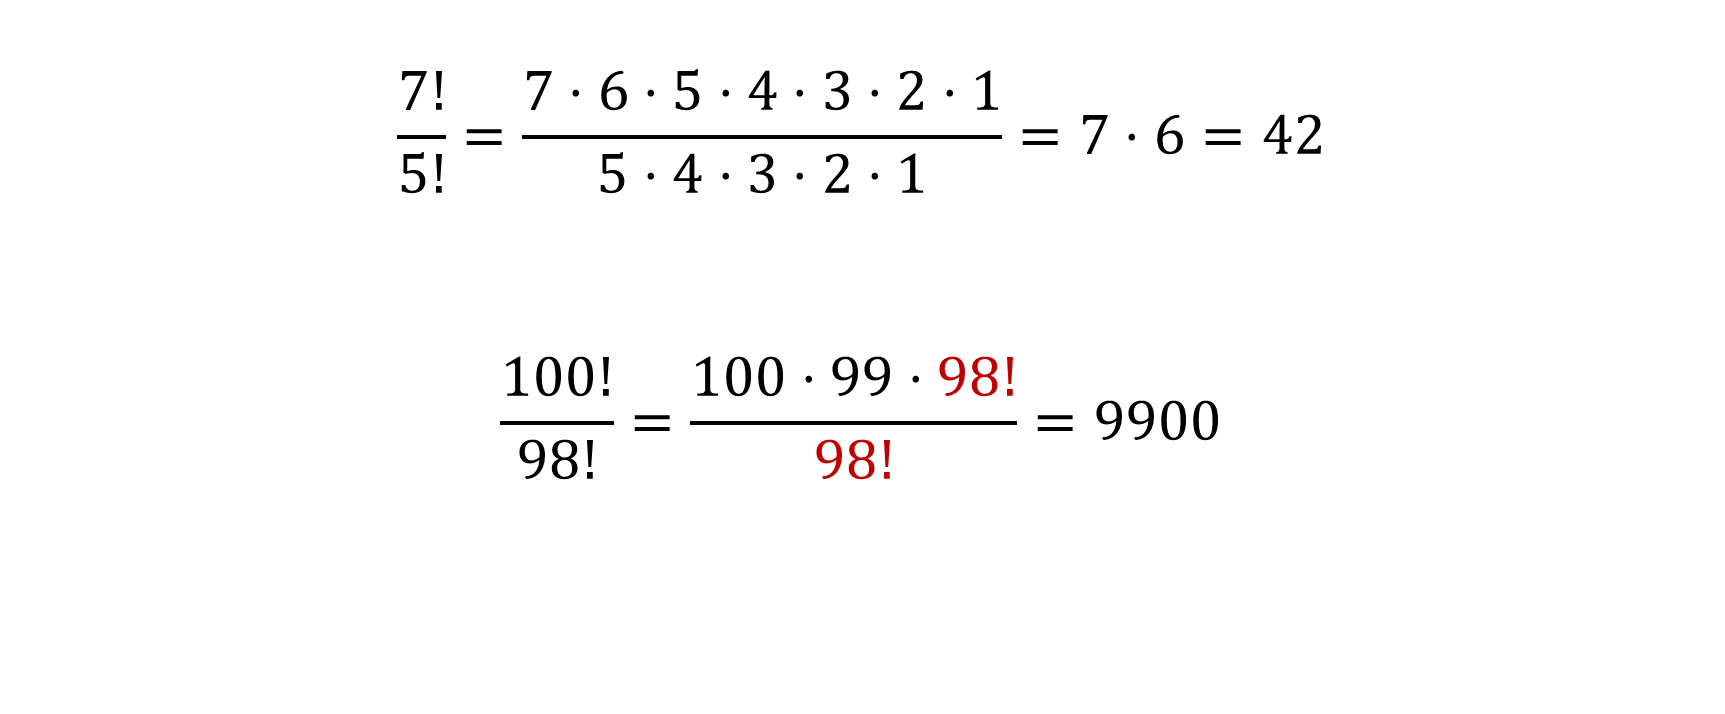 7!/5! = 7 · 6 · 5 · 4 · 3 · 2 · 1/5 · 4 · 3 · 2 · 1 = 7 · 6 = 42
100!/98! = 100 · 99 · 98!/98! = 9900